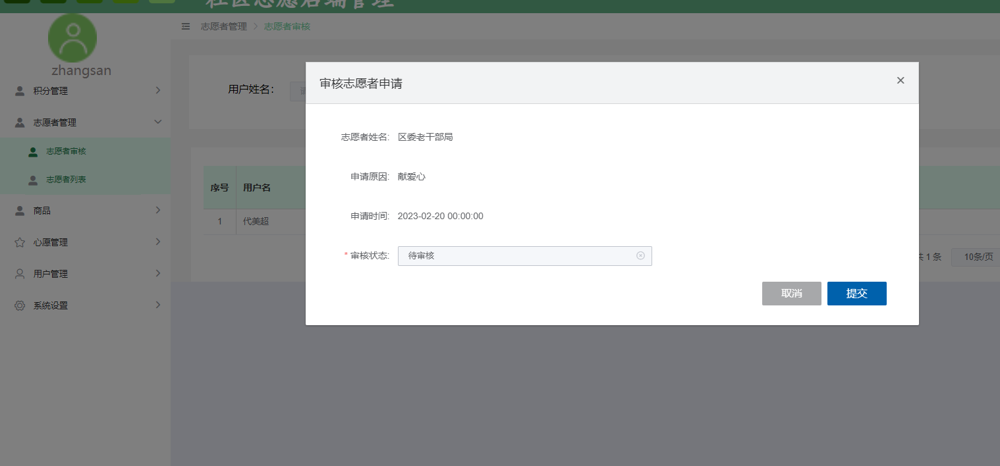 社区志愿后端管理
zhangsan
积分管理
志愿者管理
志愿者审核
志愿者列表
商品
心愿管理
用户管理
系统设置
志愿者管理 > 志愿者审核
用户姓名: 请
序号 用户名
1 代美超
共 1 条 10条/页
审核志愿者申请
志愿者姓名: 区委老干部局
申请原因: 献爱心
申请时间: 2023-02-20 00:00:00
* 审核状态: 待审核
取消 提交